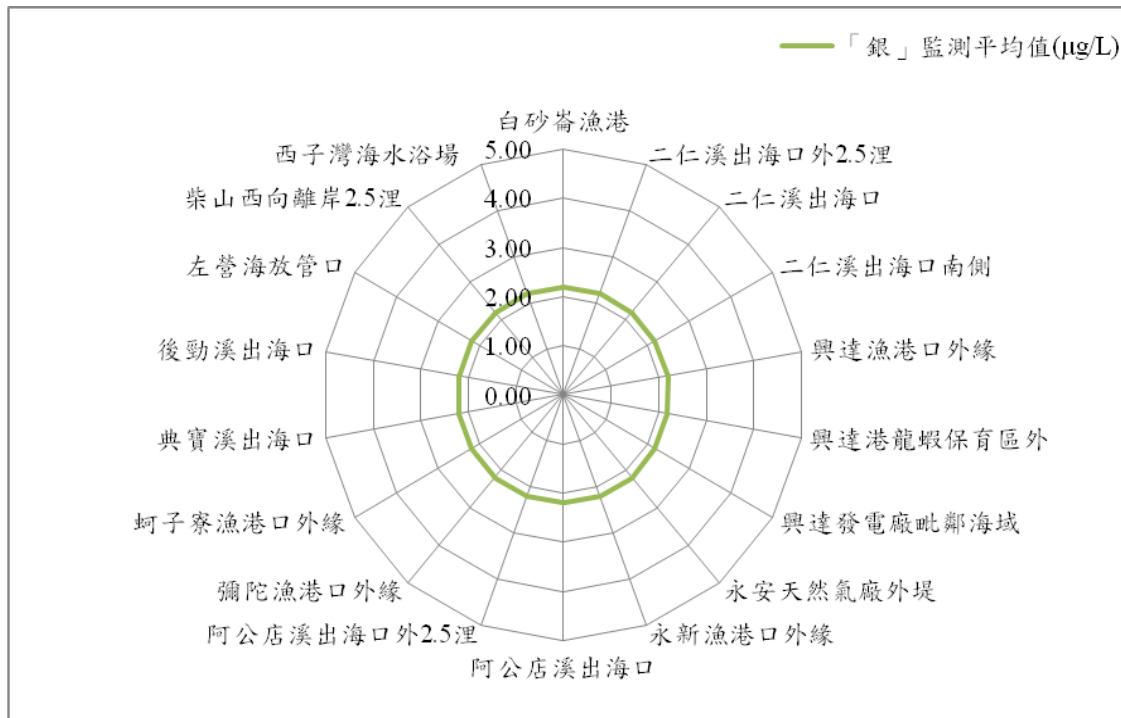 「銀」監測平均值(μg/L)
白砂崙漁港
二仁溪出海口外2.5浬
二仁溪出海口
二仁溪出海口南側
興達漁港口外緣
興達港龍蝦保育區外
興達發電廠毗鄰海域
永安天然氣廠外堤
永新漁港口外緣
阿公店溪出海口
阿公店溪出海口外2.5浬
彌陀漁港口外緣
蚵子寮漁港口外緣
典寶溪出海口
後勁溪出海口
左營海放管口
柴山西向離岸2.5浬
西子灣海水浴場
5.00
4.00
3.00
2.00
1.00
0.00